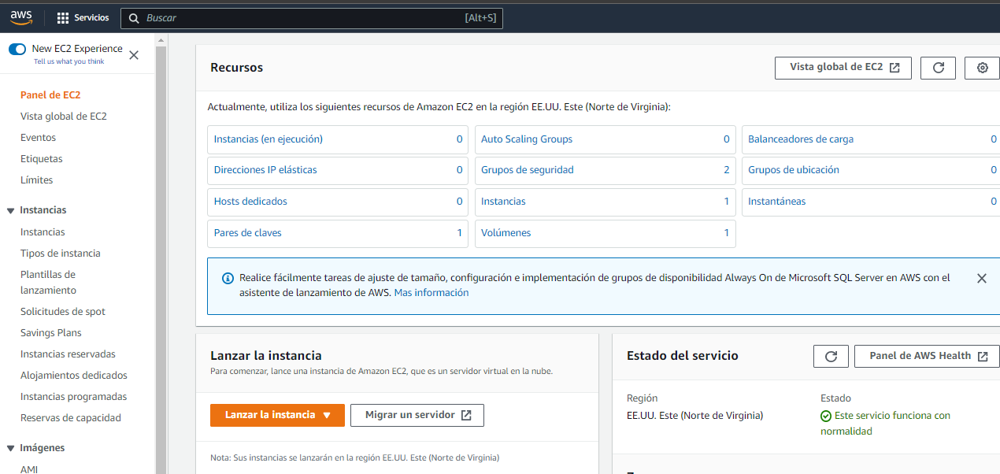 aws
Servicios
Buscar
[Alt+S]
New EC2 Experience
Tell us what you think
Panel de EC2
Vista global de EC2
Eventos
Etiquetas
Límites
Instancias
Instancias
Tipos de instancia
Plantillas de
lanzamiento
Solicitudes de spot
Savings Plans
Instancias reservadas
Alojamientos dedicados
Instancias programadas
Reservas de capacidad
Imágenes
AMI
Recursos
Vista global de EC2
Actualmente, utiliza los siguientes recursos de Amazon EC2 en la región EE.UU. Este (Norte de Virginia):
Instancias (en ejecución) 0
Auto Scaling Groups 0
Balanceadores de carga 0
Direcciones IP elásticas 0
Grupos de seguridad 2
Grupos de ubicación 0
Hosts dedicados 0
Instancias 1
Instantáneas 0
Pares de claves 1
Volúmenes 1
Realice fácilmente tareas de ajuste de tamaño, configuración e implementación de grupos de disponibilidad Always On de Microsoft SQL Server en AWS con el
asistente de lanzamiento de AWS. Mas información
Lanzar la instancia
Para comenzar, lance una instancia de Amazon EC2, que es un servidor virtual en la nube.
Lanzar la instancia
Migrar un servidor
Nota: Sus instancias se lanzarán en la región EE.UU. Este (Norte de Virginia)
Estado del servicio
Panel de AWS Health
Región
EE.UU. Este (Norte de Virginia)
Estado
Este servicio funciona con
normalidad